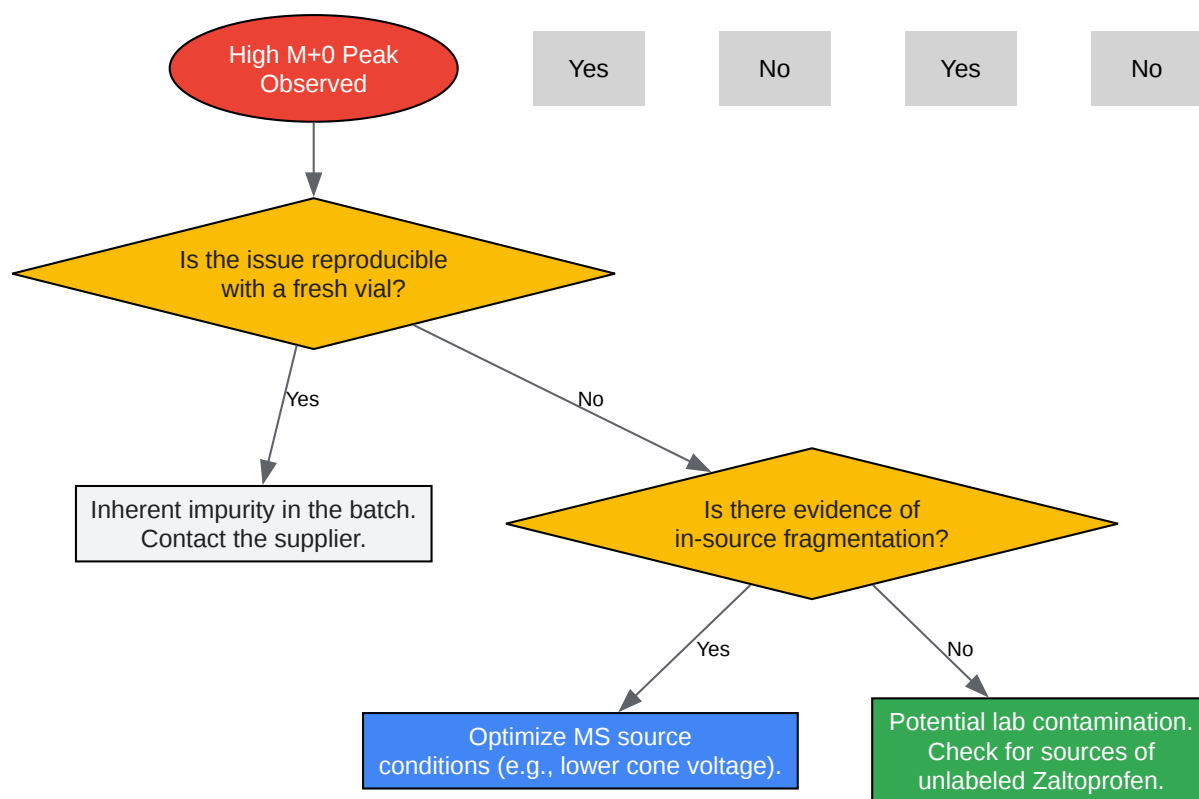 High M+0 Peak
Observed
Yes
No
Yes
No
Is the issue reproducible
with a fresh vial?
Yes
No
Inherent impurity in the batch.
Contact the supplier.
Is there evidence of
in-source fragmentation?
Yes
No
Optimize MS source
conditions (e.g., lower cone voltage).
Potential lab contamination.
Check for sources of
unlabeled Zaltoprofen.